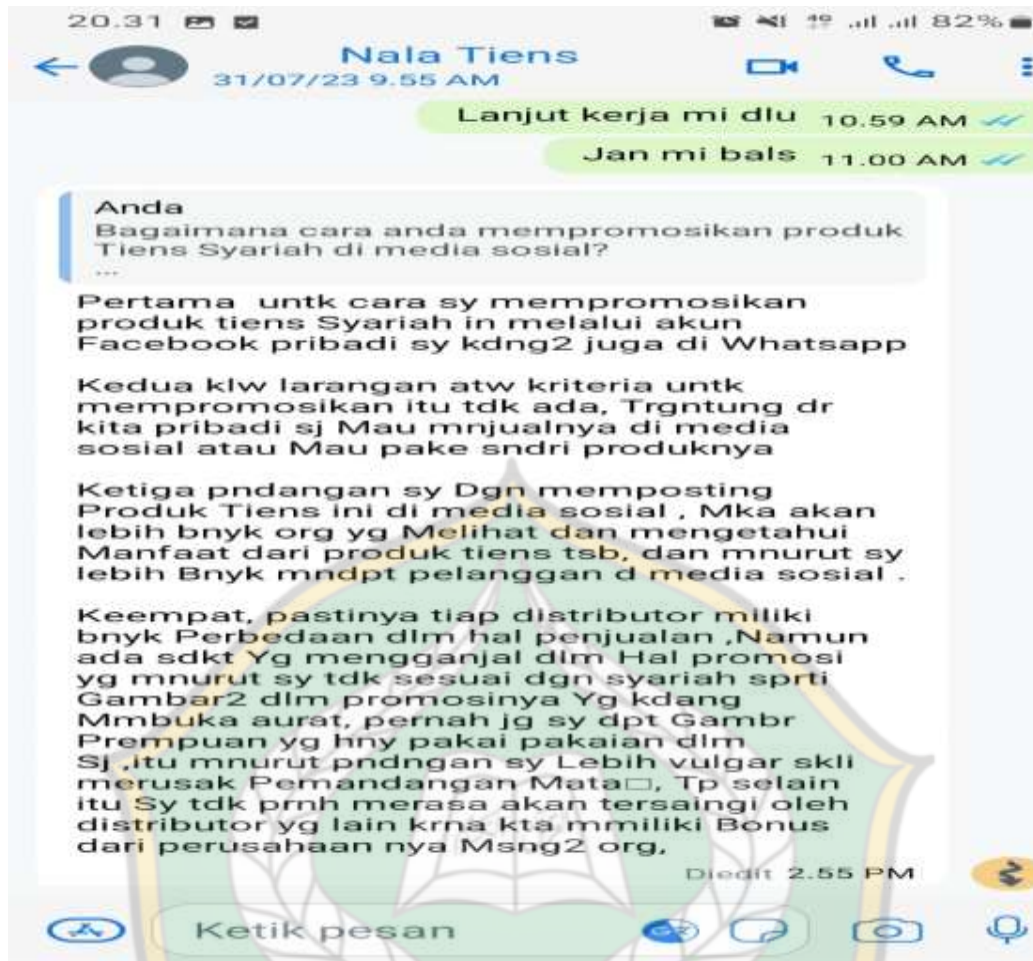 20.31
82%
Nala Tiens
31/07/23 9.55 AM
Lanjut kerja mi dlu 10.59 AM
Jan mi bals 11.00 AM
Anda
Bagaimana cara anda mempromosikan produk
Tiens Syariah di media sosial?
...
Pertama untk cara sy mempromosikan
produk tiens Syariah in melalui akun
Facebook pribadi sy kdng2 juga di Whatsapp
Kedua klw larangan atw kriteria untk
mempromosikan itu tdk ada, Trgntung dr
kita pribadi sj Mau mnjualnya di media
sosial atau Mau pake sndri produknya
Ketiga pndangan sy Dgn memposting
Produk Tiens ini di media sosial , Mka akan
lebih bnyk org yg Melihat dan mengetahui
Manfaat dari produk tiens tsb, dan mnurut sy
lebih Bnyk mndpt pelanggan d media sosial .
Keempat, pastinya tiap distributor miliki
bnyk Perbedaan dlm hal penjualan ,Namun
ada sdkt Yg mengganjal dlm Hal promosi
yg mnurut sy tdk sesuai dgn syariah sprti
Gambar2 dlm promosinya Yg kdang
Mmbuka aurat, pernah jg sy dpt Gambr
Prempuan yg hny pakai pakaian dlm
Sj ,itu mnurut pndngan sy Lebih vulgar skli
merusak Pemandangan Mata□, Tp selain
itu Sy tdk prnh merasa akan tersaingi oleh
distributor yg lain krna kta mmiliki Bonus
dari perusahaan nya Msng2 org,
Diedit 2.55 PM
Ketik pesan